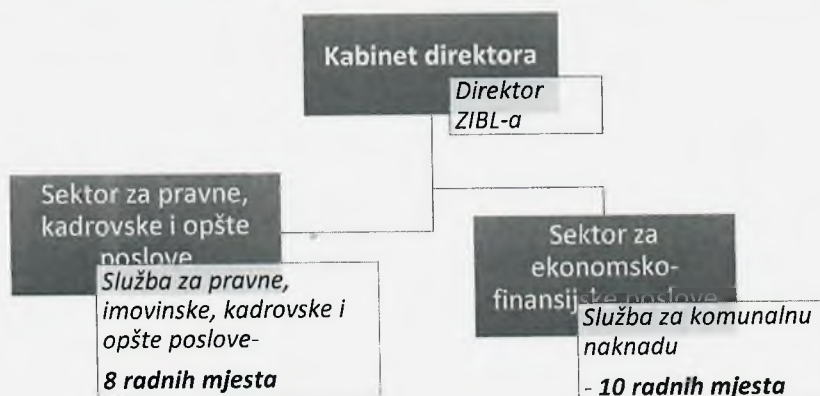 Kabinet direktora
Direktor
ZIBL-a
Sektor za pravne,
kadrovske i opšte
poslove
Služba za pravne,
imovinske, kadrovske i
opšte poslove-
8 radnih mjesta
Sektor za
ekonomsko-
finansijske poslove
Služba za komunalnu
naknadu
- 10 radnih mjesta